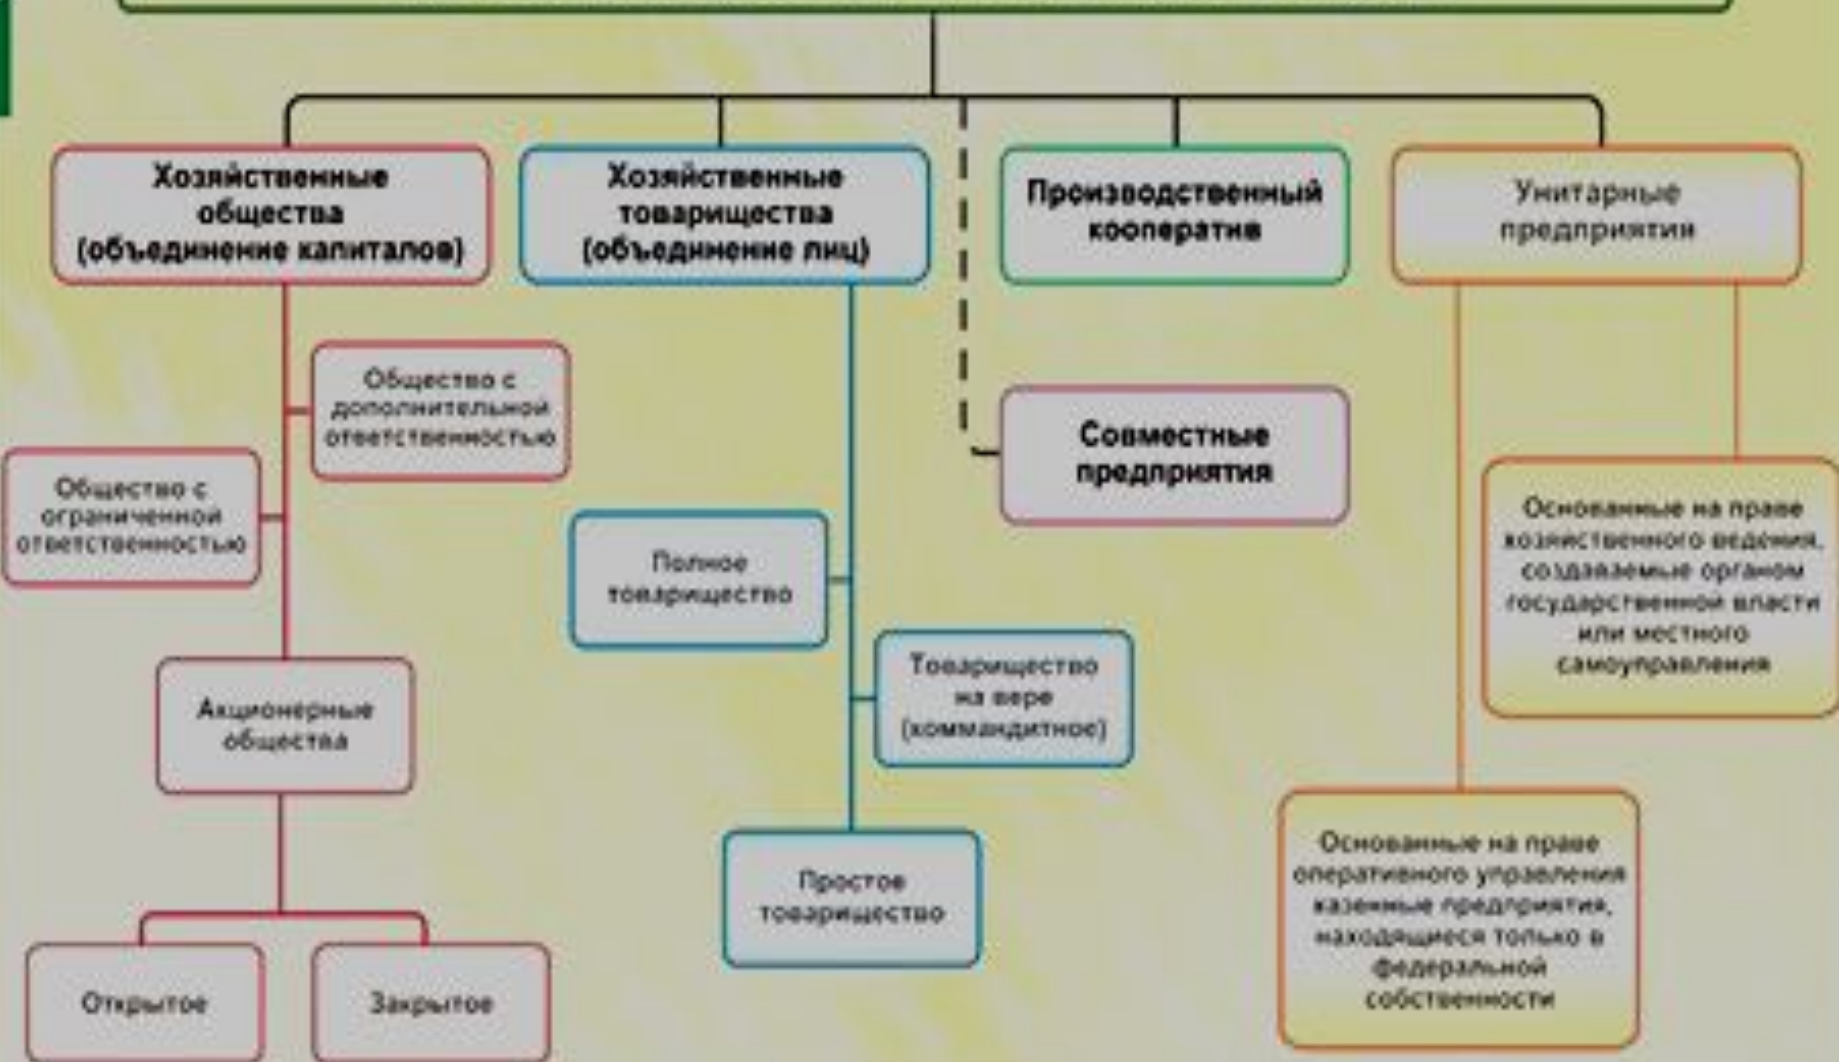 Хозяйственные
общества
(объединение капиталов)
Хозяйственные
товарищества
(объединение лиц)
Производственный
кооператив
Унитарные
предприятия
Общество с
дополнительной
ответственностью
Общество с
ограниченной
ответственностью
Совместные
предприятия
Основанные на праве
хозяйственного ведения,
создаваемые органом
государственной власти
или местного
самоуправления
Полное
товарищество
Товарищество
на вере
(коммандитное)
Акционерные
общества
Простое
товарищество
Основанные на праве
оперативного управления
казенные предприятия,
находящиеся только в
федеральной
собственности
Открытое
Закрытое